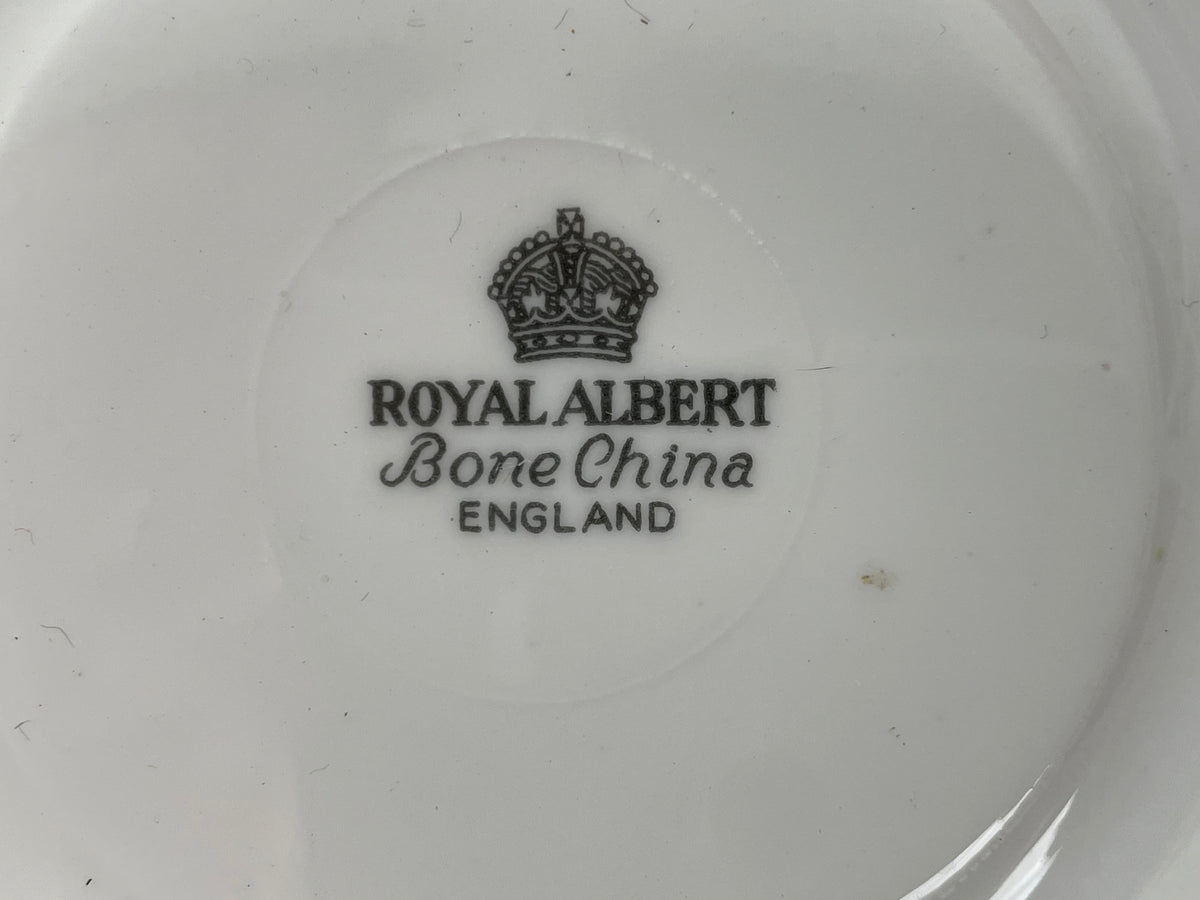 ROYAL ALBERT
Bone China
ENGLAND